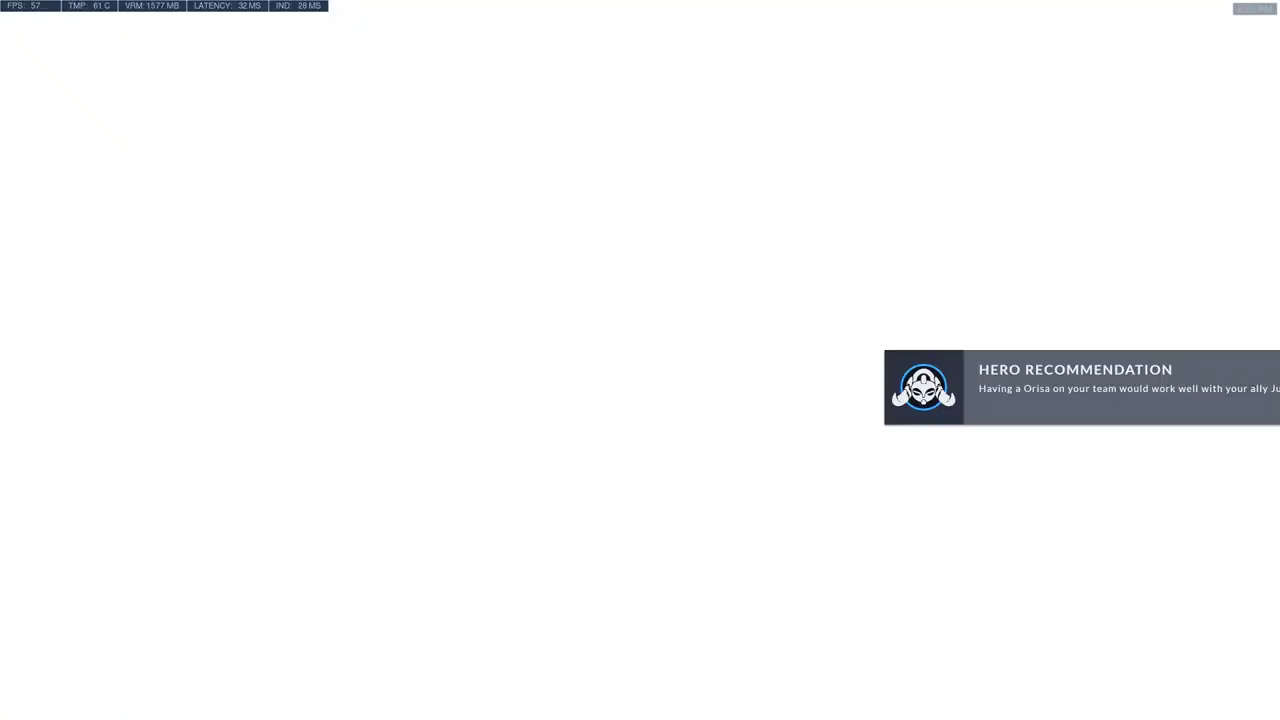 FPS: 57... TMP: 61 C VRM: 1577 MB LATENCY: 32 MS IND: 28 MS
HERO RECOMMENDATION
Having a Orisa on your team would work well with your ally Ju